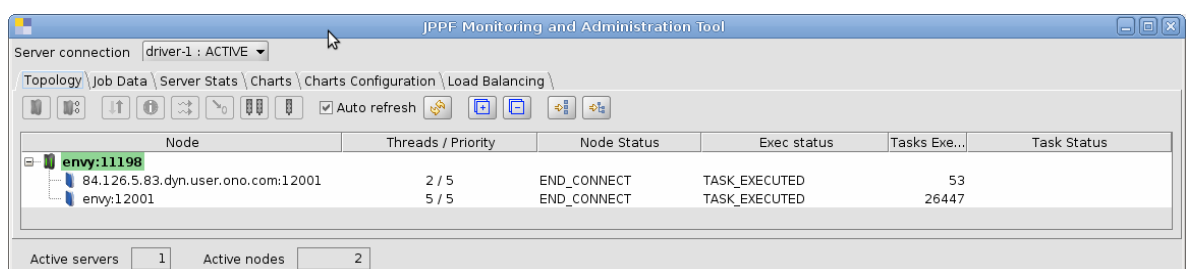 JPPF Monitoring and Administration Tool
Server connection driver-1 : ACTIVE
Topology Job Data Server Stats Charts Charts Configuration Load Balancing
Auto refresh
Node Threads / Priority Node Status Exec status Tasks Exe... Task Status
envy:11198
84.126.5.83.dyn.user.ono.com:12001 2 / 5 END_CONNECT TASK_EXECUTED 53
envy:12001 5 / 5 END_CONNECT TASK_EXECUTED 26447
Active servers 1 Active nodes 2